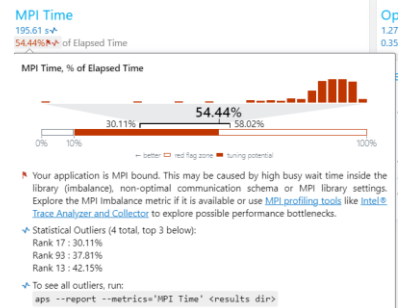 MPI Time
Op
195.61 s
1.27
54.44% of Elapsed Time
0.35
MPI Time, % of Elapsed Time
54.44%
30.11% 58.02%
0% 10% 100%
← better red flag zone tuning potential
Your application is MPI bound. This may be caused by high busy wait time inside the
library (imbalance), non-optimal communication schema or MPI library settings.
Explore the MPI Imbalance metric if it is available or use MPI profiling tools like Intel®
Trace Analyzer and Collector to explore possible performance bottlenecks.
Statistical Outliers (4 total, top 3 below):
Rank 17 : 30.11%
Rank 93 : 37.81%
Rank 13 : 42.15%
To see all outliers, run:
aps --report --metrics='MPI Time' <results dir>